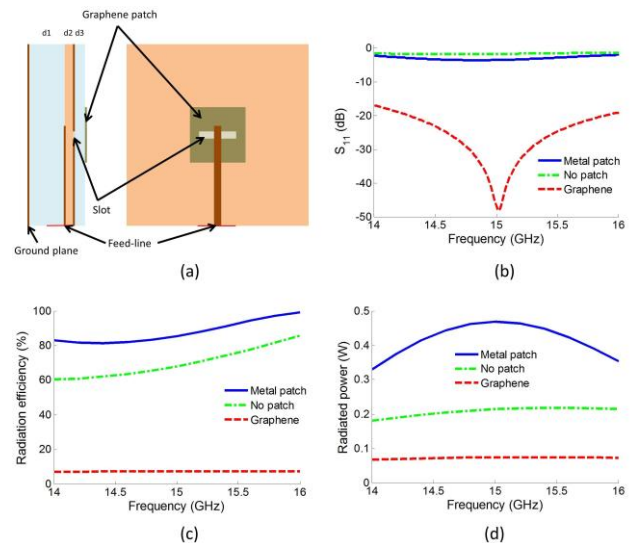 Graphene patch
d1 d2 d3
Slot
Feed-line
Ground plane
(a)
0
-10
-20
-30
-40
-50
S11 (dB)
Metal patch
No patch
Graphene
14 14.5 15 15.5 16
Frequency (GHz)
(b)
100
80
60
40
20
0
Radiation efficiency (%)
Metal patch
No patch
Graphene
14 14.5 15 15.5 16
Frequency (GHz)
(c)
0.5
0.4
0.3
0.2
0.1
0
Radiated power (W)
Metal patch
No patch
Graphene
14 14.5 15 15.5 16
Frequency (GHz)
(d)